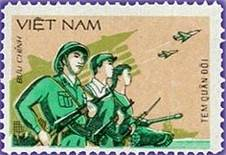 VIỆT NAM
BƯU CHÍNH
TEM QUÂN ĐỘI